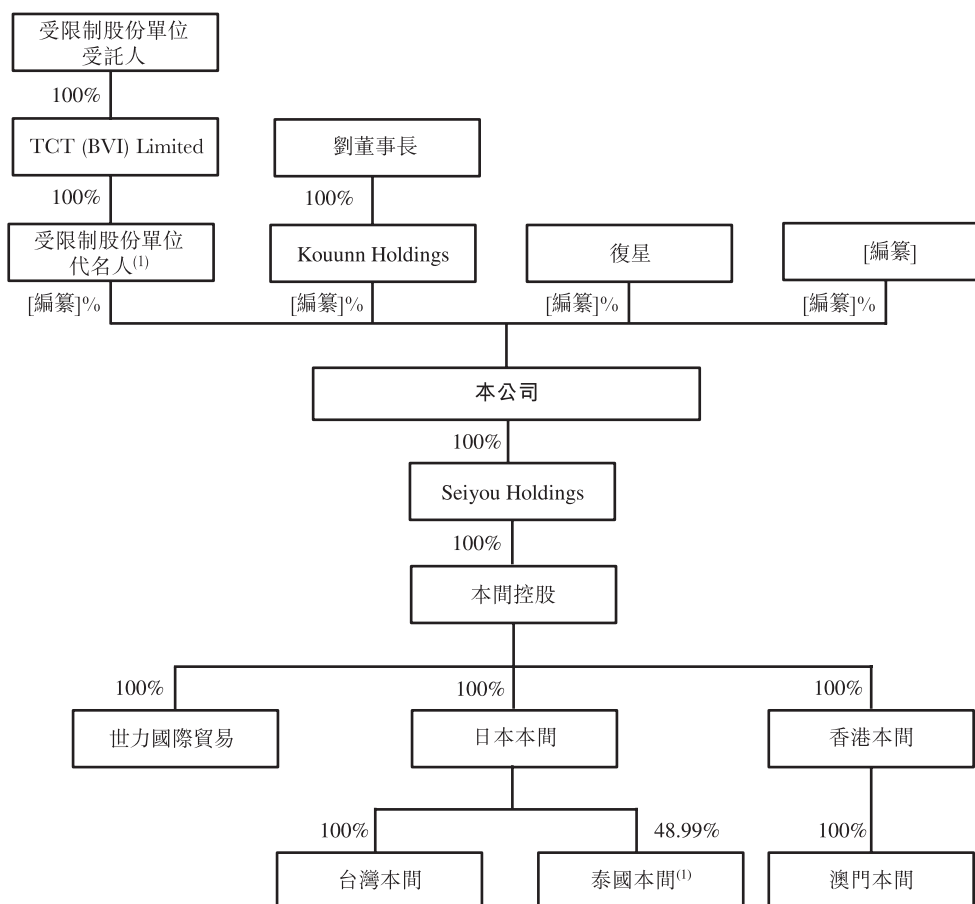 受限制股份單位
受託人
100%
TCT (BVI) Limited
劉董事長
100%
100%
受限制股份單位
代名人(1)
Kouunn Holdings
復星
[編纂]
[編纂]%
[編纂]%
[編纂]%
[編纂]%
本公司
100%
Seiyou Holdings
100%
本間控股
100%
100%
100%
世力國際貿易
日本本間
香港本間
100%
48.99%
100%
台灣本間
泰國本間(1)
澳門本間